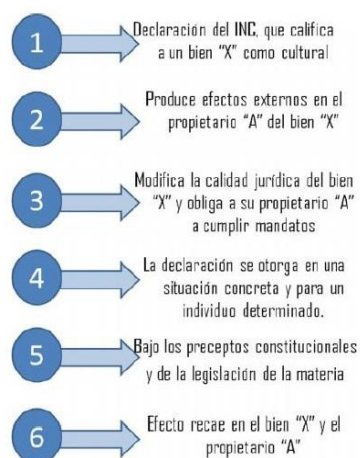 1
Declaración del INC, que califica
a un bien "X" como cultural
2
Produce efectos externos en el
propietario "A" del bien "X"
3
Modifica la calidad jurídica del bien
"X" y obliga a su propietario "A"
a cumplir mandatos
4
La declaración se otorga en una
situación concreta y para un
individuo determinado.
5
Bajo los preceptos constitucionales
y de la legislación de la materia
6
Efecto recae en el bien "X" y el
propietario "A"